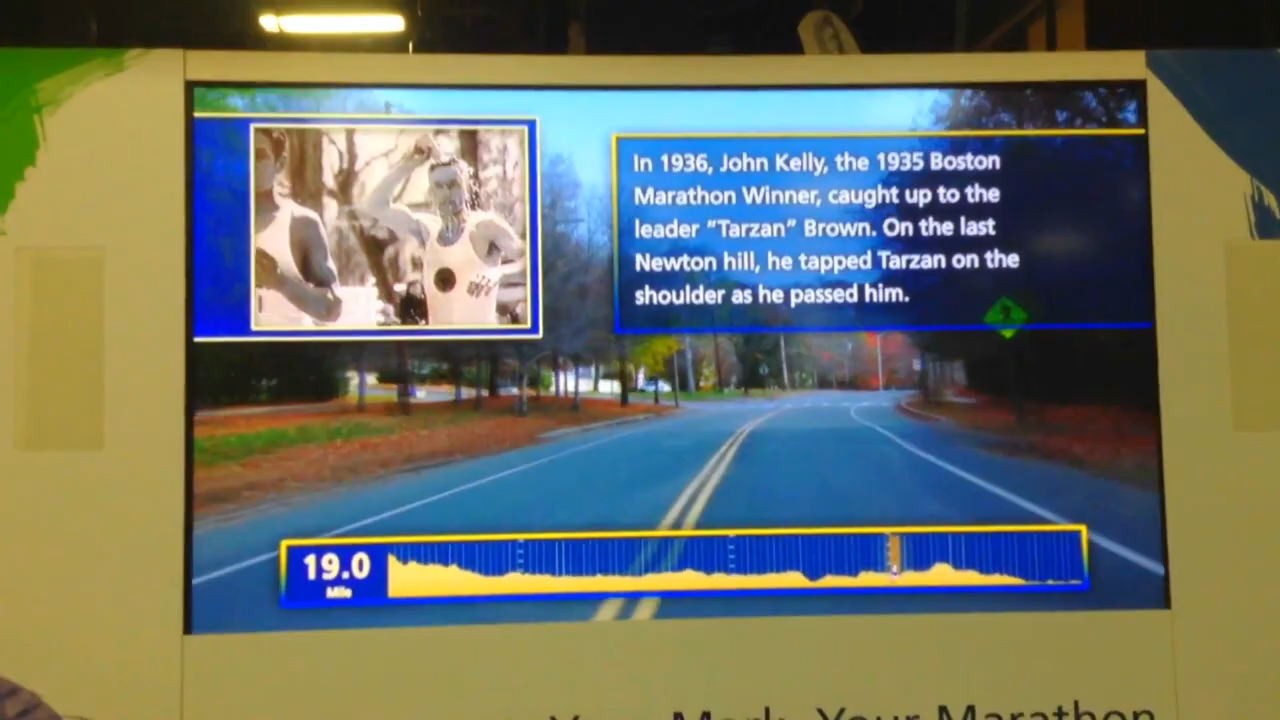 In 1936, John Kelly, the 1935 Boston
Marathon Winner, caught up to the
leader "Tarzan" Brown. On the last
Newton hill, he tapped Tarzan on the
shoulder as he passed him.
19.0
Mile
Your Mark, Your Marathon